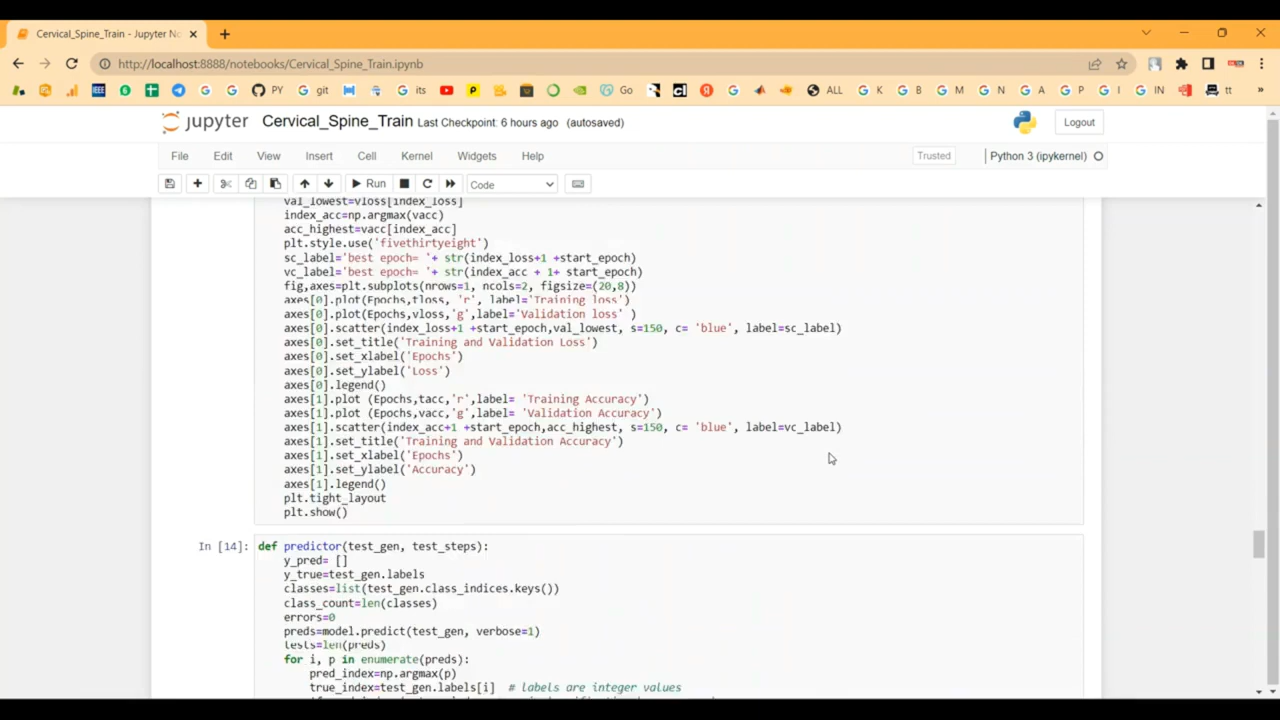 Cervical_Spine_Train - Jupyter No
http://localhost:8888/notebooks/Cervical_Spine_Train.ipynb
PY
git
its
Go
ALL
K
B
M
N
A
P
I
IN
tt
jupyter Cervical_Spine_Train Last Checkpoint: 6 hours ago (autosaved)
Logout
File Edit View Insert Cell Kernel Widgets Help
Trusted
Python 3 (ipykernel)
Run
Code
val_lowest=vloss[index_loss]
index_acc=np.argmax(vacc)
acc_highest=vacc[index_acc]
plt.style.use('fivethirtyeight')
sc_label='best epoch= '+ str(index_loss+1 +start_epoch)
vc_label='best epoch= '+ str(index_acc + 1+ start_epoch)
fig,axes=plt.subplots(nrows=1, ncols=2, figsize=(20,8))
axes[0].plot(Epochs,tloss, 'r', label='Training loss')
axes[0].plot(Epochs,vloss,'g',label='Validation loss' )
axes[0].scatter(index_loss+1 +start_epoch,val_lowest, s=150, c= 'blue', label=sc_label)
axes[0].set_title('Training and Validation Loss')
axes[0].set_xlabel('Epochs')
axes[0].set_ylabel('Loss')
axes[0].legend()
axes[1].plot (Epochs,tacc,'r',label= 'Training Accuracy')
axes[1].plot (Epochs,vacc,'g',label= 'Validation Accuracy')
axes[1].scatter(index_acc+1 +start_epoch,acc_highest, s=150, c= 'blue', label=vc_label)
axes[1].set_title('Training and Validation Accuracy')
axes[1].set_xlabel('Epochs')
axes[1].set_ylabel('Accuracy')
axes[1].legend()
plt.tight_layout
plt.show()
In [14]:
def predictor(test_gen, test_steps):
y_pred= []
y_true=test_gen.labels
classes=list(test_gen.class_indices.keys())
class_count=len(classes)
errors=0
preds=model.predict(test_gen, verbose=1)
tests=len(preds)
for i, p in enumerate(preds):
pred_index=np.argmax(p)
true_index=test_gen.labels[i] # labels are integer values